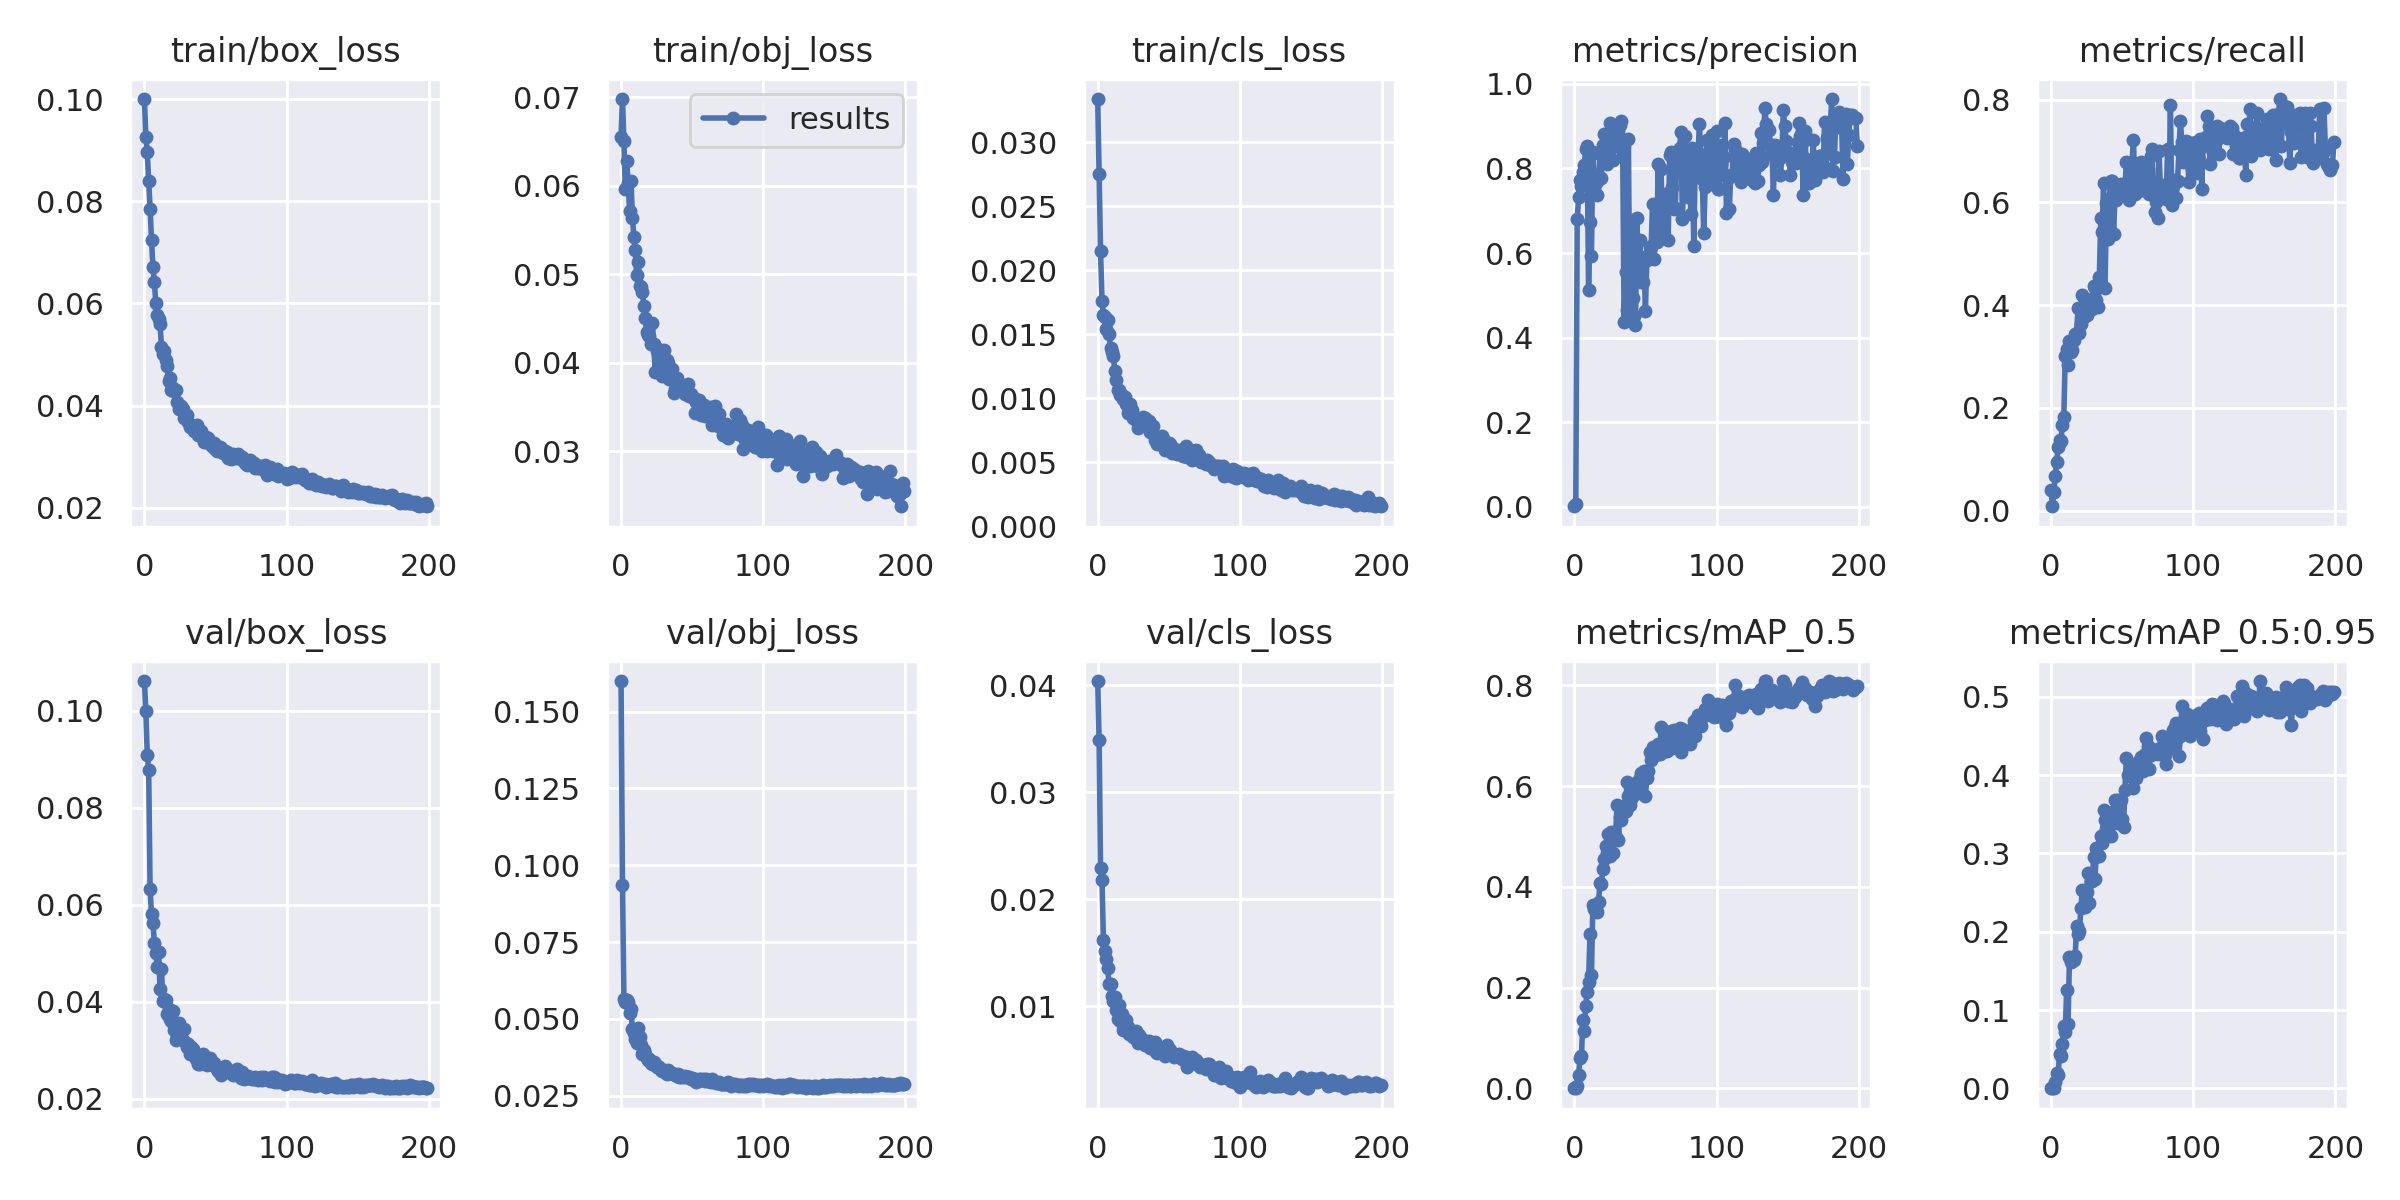 train/box_loss
0.10
0.08
0.06
0.04
0.02
0 100 200
train/obj_loss
results
0.07
0.06
0.05
0.04
0.03
0 100 200
train/cls_loss
0.030
0.025
0.020
0.015
0.010
0.005
0.000
0 100 200
metrics/precision
1.0
0.8
0.6
0.4
0.2
0.0
0 100 200
metrics/recall
0.8
0.6
0.4
0.2
0.0
0 100 200
val/box_loss
0.10
0.08
0.06
0.04
0.02
0 100 200
val/obj_loss
0.150
0.125
0.100
0.075
0.050
0.025
0 100 200
val/cls_loss
0.04
0.03
0.02
0.01
0 100 200
metrics/mAP_0.5
0.8
0.6
0.4
0.2
0.0
0 100 200
metrics/mAP_0.5:0.95
0.5
0.4
0.3
0.2
0.1
0.0
0 100 200